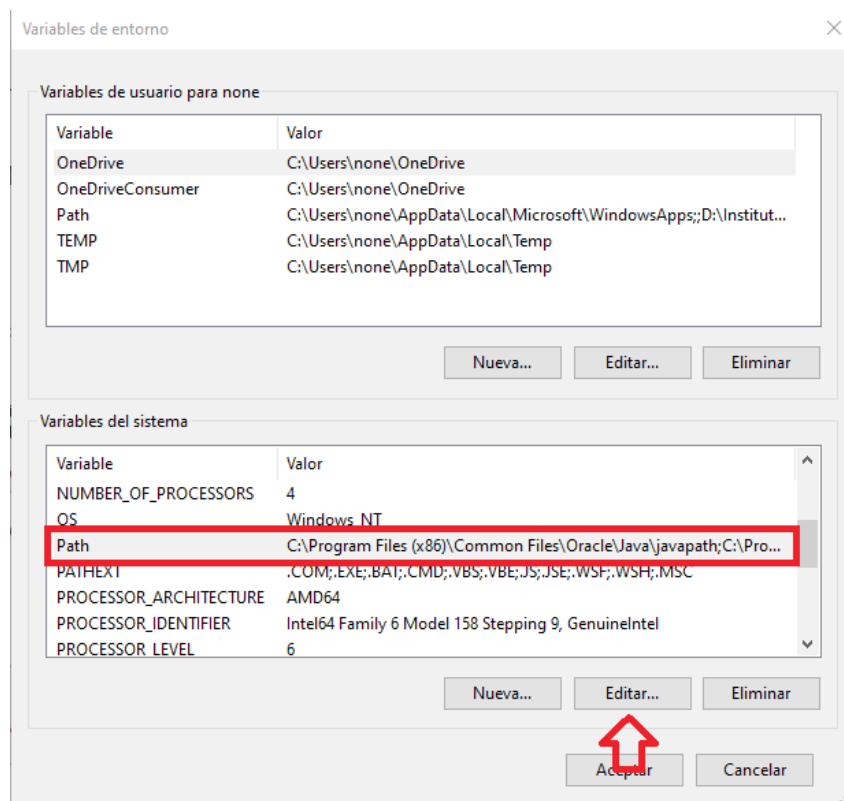 Variables de entorno
Variables de usuario para none
Variable Valor
OneDrive C:\Users\none\OneDrive
OneDriveConsumer C:\Users\none\OneDrive
Path C:\Users\none\AppData\Local\Microsoft\WindowsApps;;D:\Institut...
TEMP C:\Users\none\AppData\Local\Temp
TMP C:\Users\none\AppData\Local\Temp
Nueva... Editar... Eliminar
Variables del sistema
Variable Valor
NUMBER_OF_PROCESSORS 4
OS Windows_NT
Path C:\Program Files (x86)\Common Files\Oracle\Java\javapath;C:\Pro...
PATHEXT .COM;.EXE;.BAT;.CMD;.VBS;.VBE;.JS;.JSE;.WSF;.WSH;.MSC
PROCESSOR_ARCHITECTURE AMD64
PROCESSOR_IDENTIFIER Intel64 Family 6 Model 158 Stepping 9, GenuineIntel
PROCESSOR_LEVEL 6
Nueva... Editar... Eliminar
Aceptar Cancelar